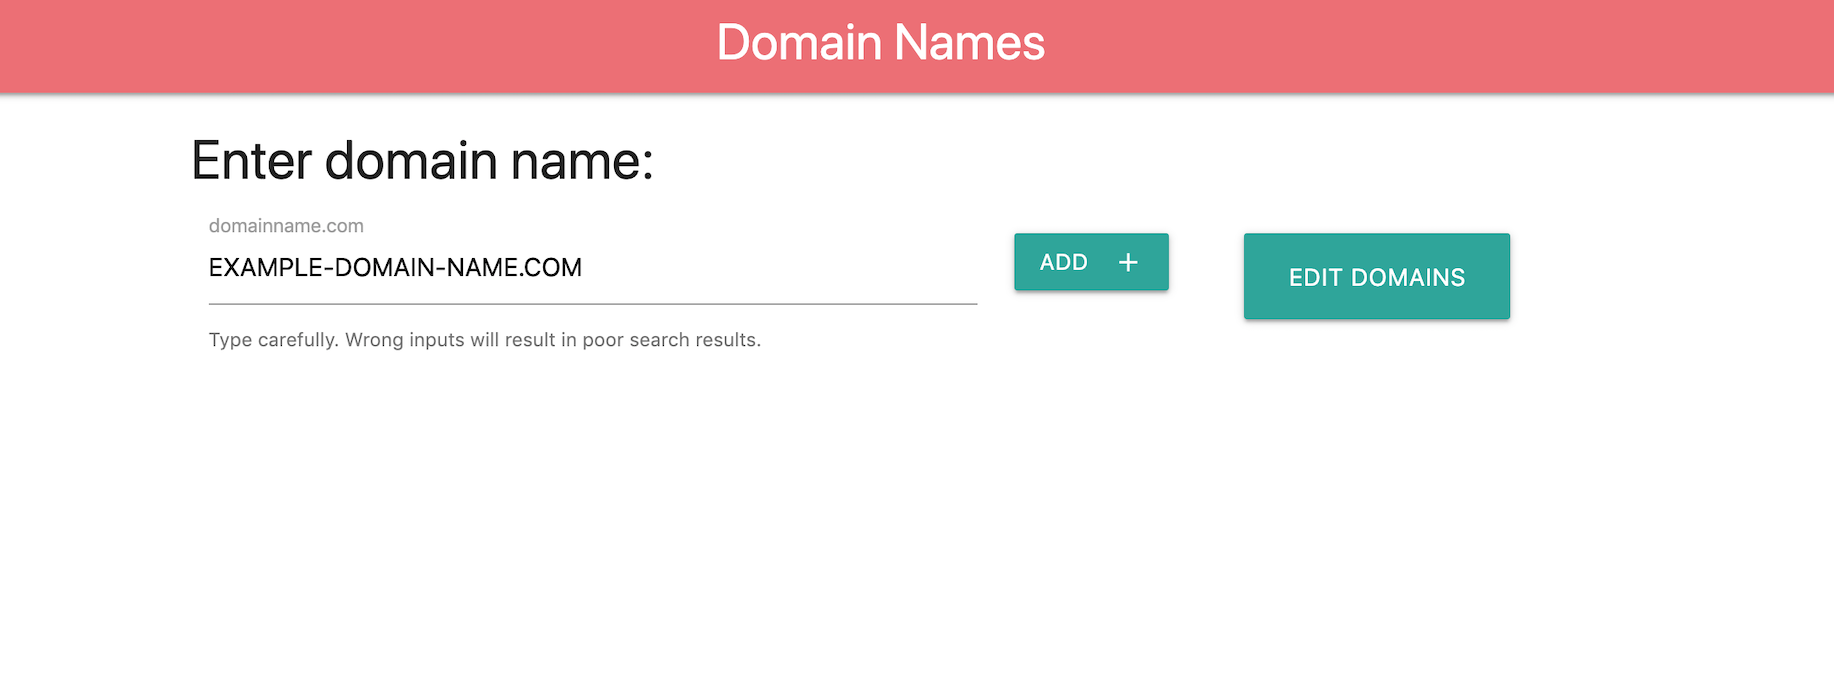 Domain Names
Enter domain name:
domainname.com
EXAMPLE-DOMAIN-NAME.COM
ADD +
EDIT DOMAINS
Type carefully. Wrong inputs will result in poor search results.